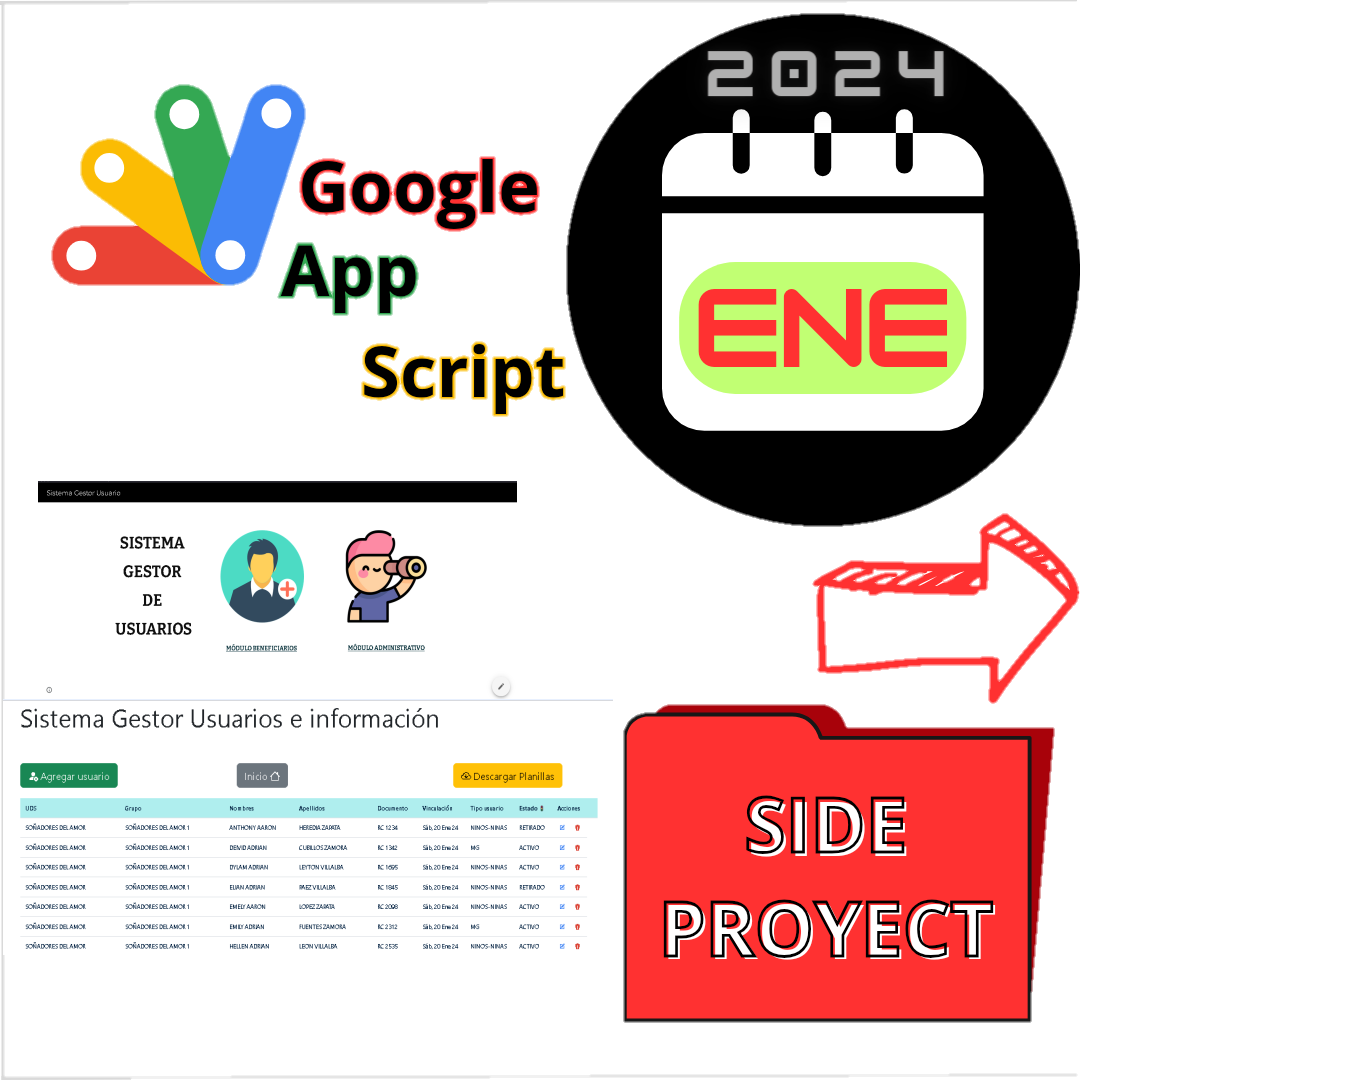 2024
ENE
Google
App
Script
Sistema Gestor Usuario
SISTEMA
GESTOR
DE
USUARIOS
MÓDULO BENEFICIARIOS
MÓDULO ADMINISTRATIVO
Sistema Gestor Usuarios e información
Agregar usuario
Inicio
Descargar Planillas
UDS Grupo Nombres Apellidos Documento Vinculación Tipo usuario Estado Acciones
SOÑADORES DEL AMOR SOÑADORES DEL AMOR 1 ANTHONY AARON HEREDIA ZAPATA RC 1234 Sáb, 20 Ene 24 NINOS-NINAS RETIRADO
SOÑADORES DEL AMOR SOÑADORES DEL AMOR 1 DEIVID ADRIAN CUBILLOS ZAMORA RC 1342 Sáb, 20 Ene 24 MG ACTIVO
SOÑADORES DEL AMOR SOÑADORES DEL AMOR 1 DYLAM ADRIAN LEYTON VILLALBA RC 1695 Sáb, 20 Ene 24 NINOS-NINAS ACTIVO
SOÑADORES DEL AMOR SOÑADORES DEL AMOR 1 ELIAN ADRIAN PAEZ VILLALBA RC 1845 Sáb, 20 Ene 24 NINOS-NINAS RETIRADO
SOÑADORES DEL AMOR SOÑADORES DEL AMOR 1 EMELY AARON LOPEZ ZAPATA RC 2098 Sáb, 20 Ene 24 NINOS-NINAS ACTIVO
SOÑADORES DEL AMOR SOÑADORES DEL AMOR 1 EMILY ADRIAN FUENTES ZAMORA RC 2312 Sáb, 20 Ene 24 MG ACTIVO
SOÑADORES DEL AMOR SOÑADORES DEL AMOR 1 HELLEN ADRIAN LEON VILLALBA RC 2535 Sáb, 20 Ene 24 NINOS-NINAS ACTIVO
SIDE
PROYECT